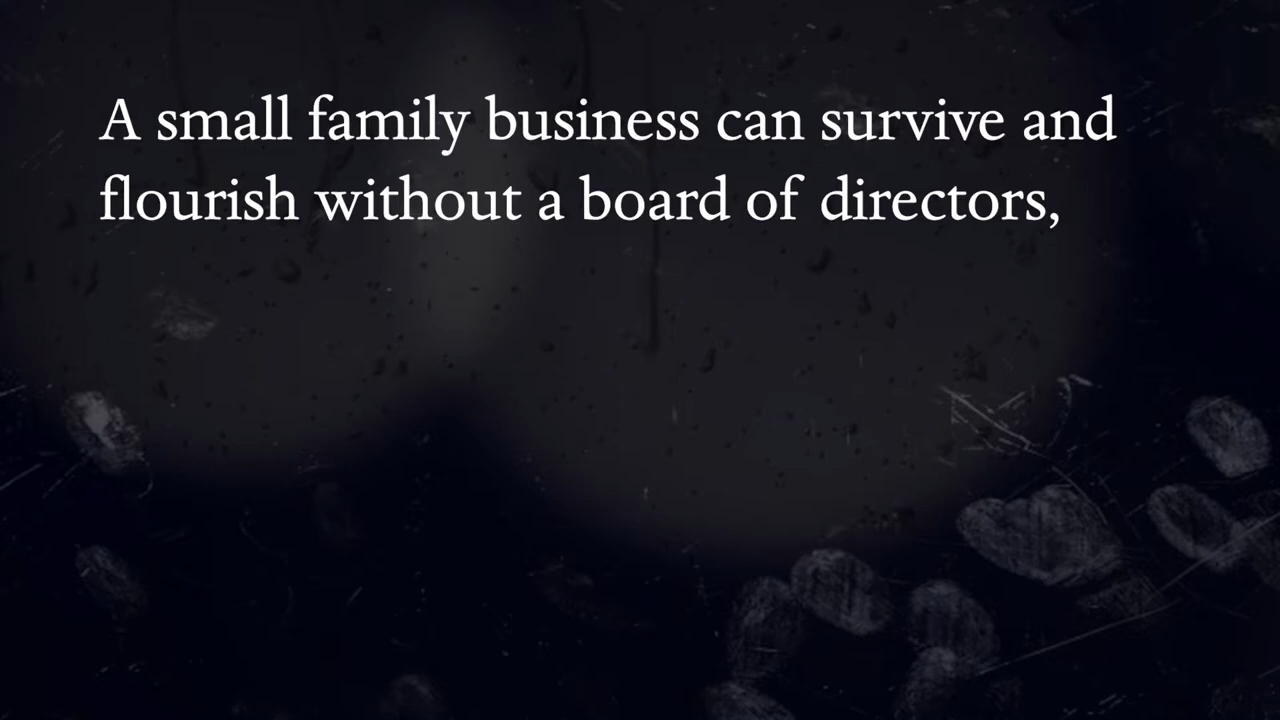 A small family business can survive and
flourish without a board of directors,